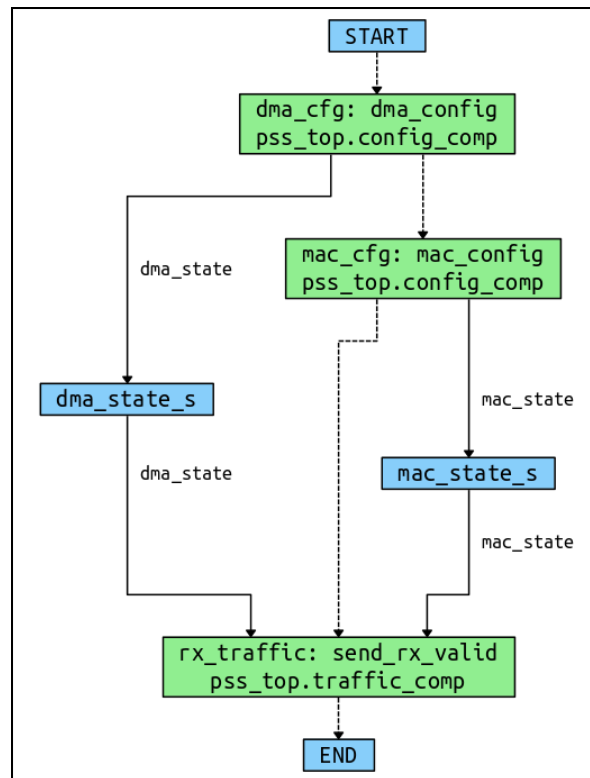 START
dma_cfg: dma_config
pss_top.config_comp
dma_state
mac_cfg: mac_config
pss_top.config_comp
dma_state_s
mac_state
dma_state
mac_state_s
mac_state
rx_traffic: send_rx_valid
pss_top.traffic_comp
END